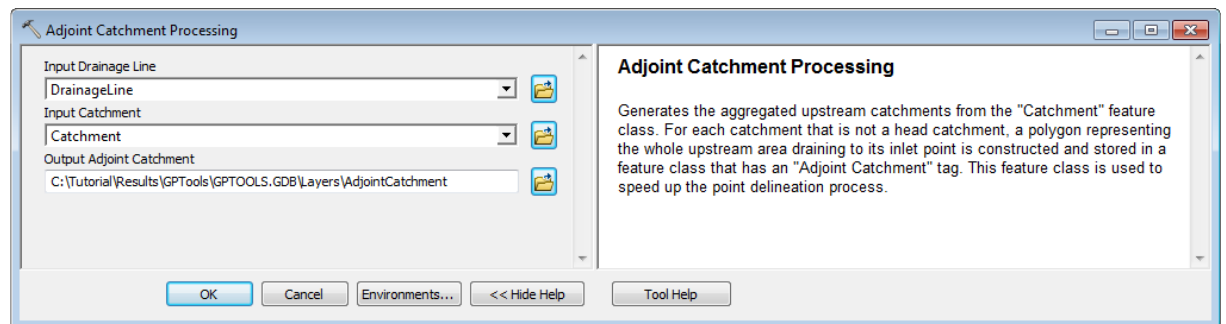 Adjoint Catchment Processing
Input Drainage Line
DrainageLine
Input Catchment
Catchment
Output Adjoint Catchment
C:\Tutorial\Results\GPTools\GPTOOLS.GDB\Layers\AdjointCatchment
Adjoint Catchment Processing
Generates the aggregated upstream catchments from the "Catchment" feature
class. For each catchment that is not a head catchment, a polygon representing
the whole upstream area draining to its inlet point is constructed and stored in a
feature class that has an "Adjoint Catchment" tag. This feature class is used to
speed up the point delineation process.
OK
Cancel
Environments...
<< Hide Help
Tool Help